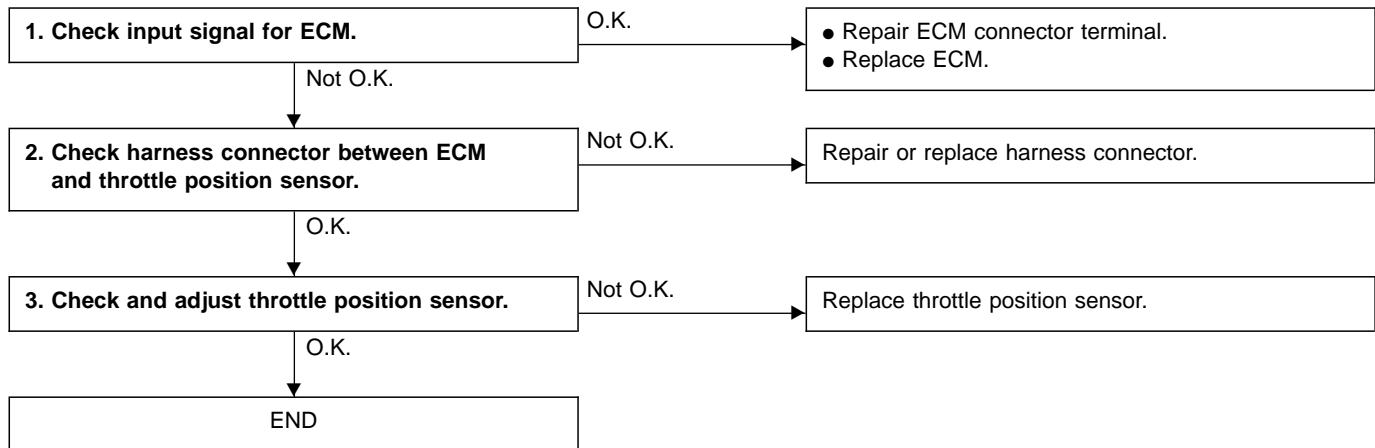 1. Check input signal for ECM.
O.K.
● Repair ECM connector terminal.
● Replace ECM.
Not O.K.
2. Check harness connector between ECM
and throttle position sensor.
Not O.K.
Repair or replace harness connector.
O.K.
3. Check and adjust throttle position sensor.
Not O.K.
Replace throttle position sensor.
O.K.
END